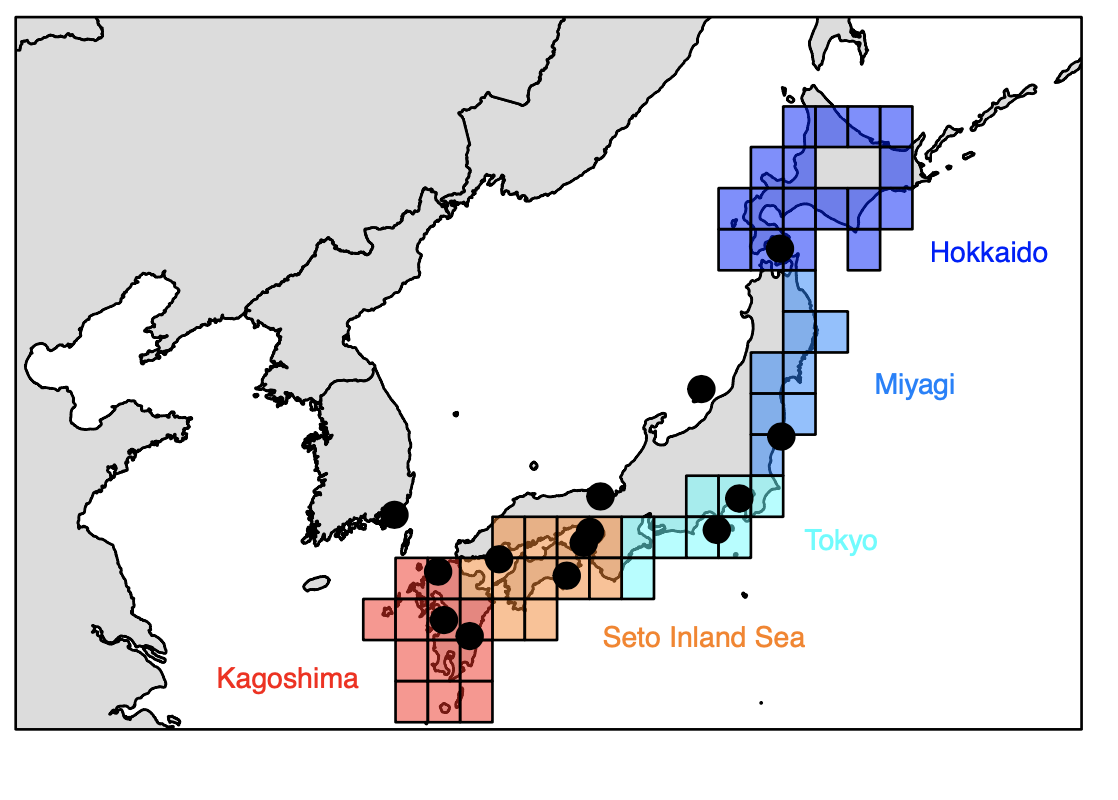 Hokkaido
Miyagi
Tokyo
Seto Inland Sea
Kagoshima